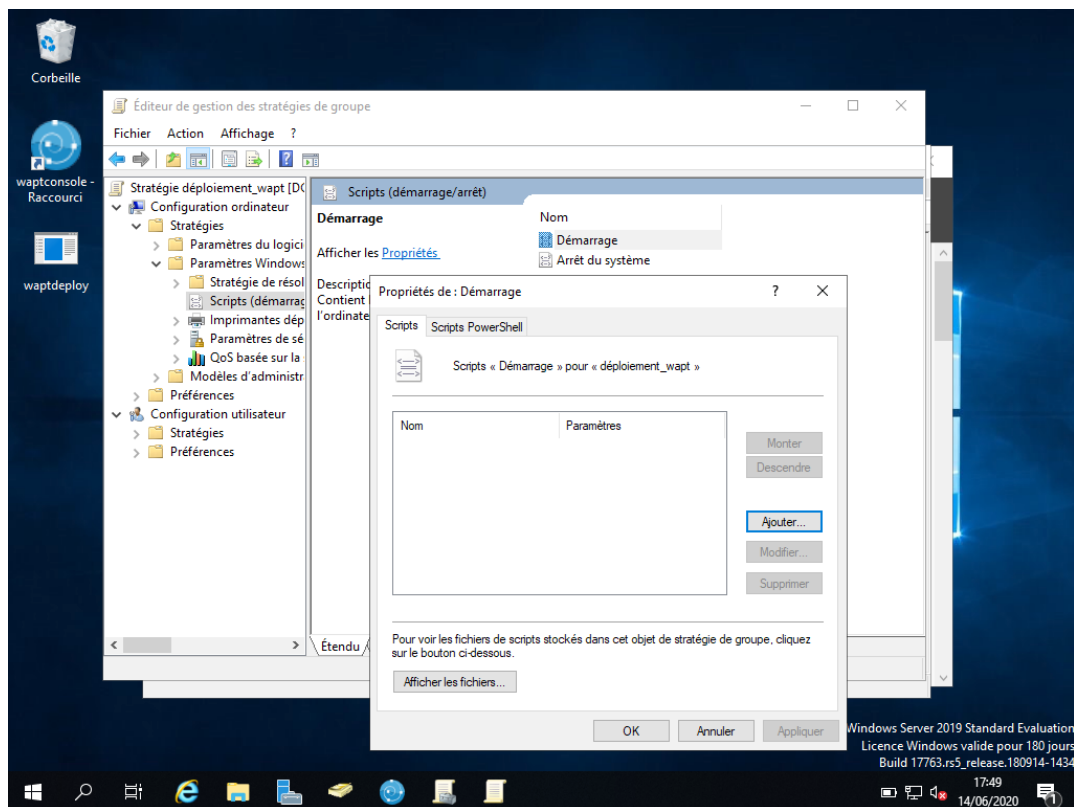 Corbeille
waptconsole -
Raccourci
waptdeploy
Éditeur de gestion des stratégies de groupe
Fichier Action Affichage ?
Stratégie déploiement_wapt [DC
Configuration ordinateur
Stratégies
Paramètres du logici
Paramètres Windows
Stratégie de résol
Scripts (démarrag
Imprimantes dép
Paramètres de sé
QoS basée sur la
Modèles d'administr
Préférences
Configuration utilisateur
Stratégies
Préférences
Scripts (démarrage/arrêt)
Démarrage
Afficher les Propriétés
Descriptio
Contient
l'ordinate
Nom
Démarrage
Arrêt du système
Étendu
Propriétés de : Démarrage
?
Scripts Scripts PowerShell
Scripts « Démarrage » pour « déploiement_wapt »
Nom Paramètres
Monter
Descendre
Ajouter...
Modifier...
Supprimer
Pour voir les fichiers de scripts stockés dans cet objet de stratégie de groupe, cliquez
sur le bouton ci-dessous.
Afficher les fichiers...
OK Annuler Appliquer
Windows Server 2019 Standard Evaluation
Licence Windows valide pour 180 jours
Build 17763.rs5_release.180914-1434
17:49
14/06/2020
1